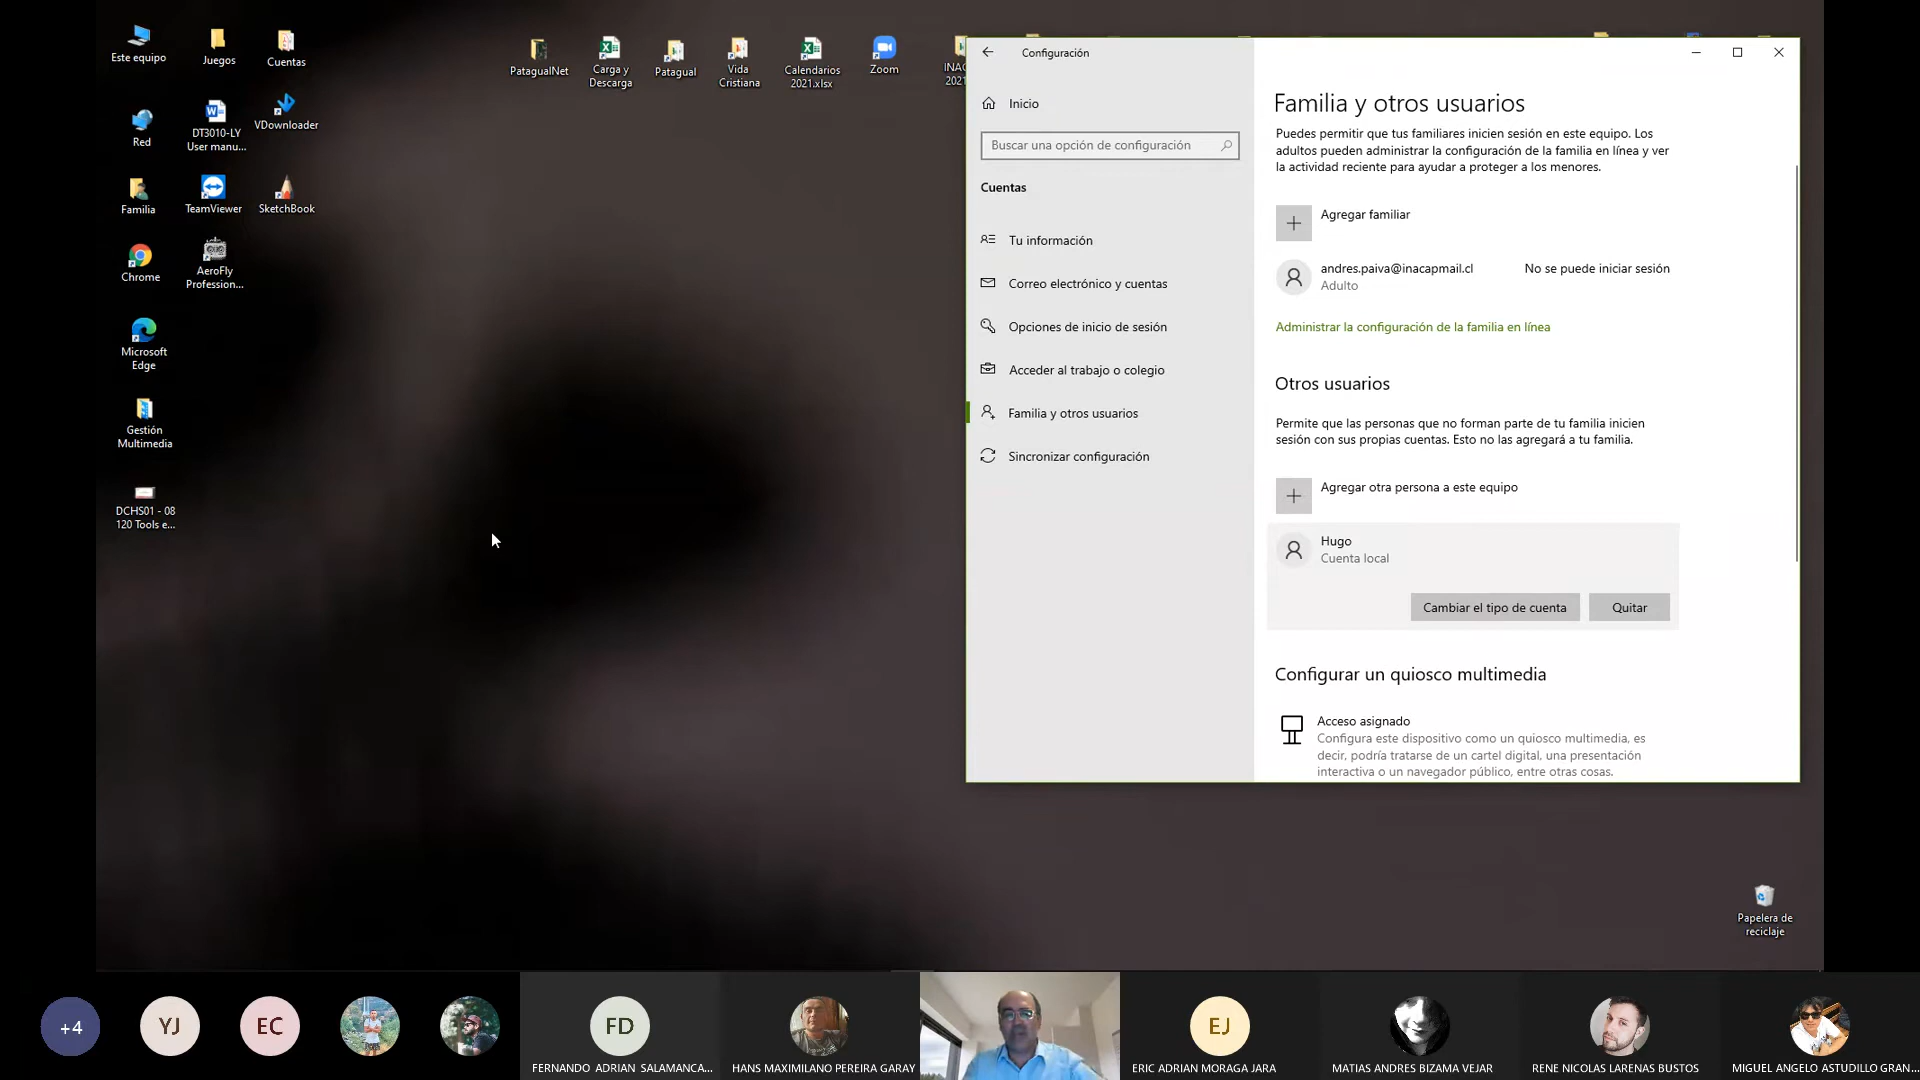 Este equipo
Juegos
Cuentas
PatagualNet
Carga y
Descarga
Patagual
Vida
Cristiana
Calendarios
2021.xlsx
Zoom
2021
Red
DT3010-LY
User manu...
VDownloader
Familia
TeamViewer
SketchBook
Chrome
AeroFly
Profession...
Microsoft
Edge
Gestión
Multimedia
DCHS01 - 08
120 Tools e...
Configuración
Inicio
Buscar una opción de configuración
Cuentas
Tu información
Correo electrónico y cuentas
Opciones de inicio de sesión
Acceder al trabajo o colegio
Familia y otros usuarios
Sincronizar configuración
Familia y otros usuarios
Puedes permitir que tus familiares inicien sesión en este equipo. Los
adultos pueden administrar la configuración de la familia en línea y ver
la actividad reciente para ayudar a proteger a los menores.
Agregar familiar
andres.paiva@inacapmail.cl
No se puede iniciar sesión
Adulto
Administrar la configuración de la familia en línea
Otros usuarios
Permite que las personas que no forman parte de tu familia inicien
sesión con sus propias cuentas. Esto no las agregará a tu familia.
Agregar otra persona a este equipo
Hugo
Cuenta local
Cambiar el tipo de cuenta
Quitar
Configurar un quiosco multimedia
Acceso asignado
Configura este dispositivo como un quiosco multimedia, es
decir, podría tratarse de un cartel digital, una presentación
interactiva o un navegador público, entre otras cosas.
Papelera de
reciclaje
+4
YJ
EC
FD
EJ
FERNANDO ADRIAN SALAMANCA...
HANS MAXIMILANO PEREIRA GARAY
ERIC ADRIAN MORAGA JARA
MATIAS ANDRES BIZAMA VEJAR
RENE NICOLAS LARENAS BUSTOS
MIGUEL ANGELO ASTUDILLO GRAN...